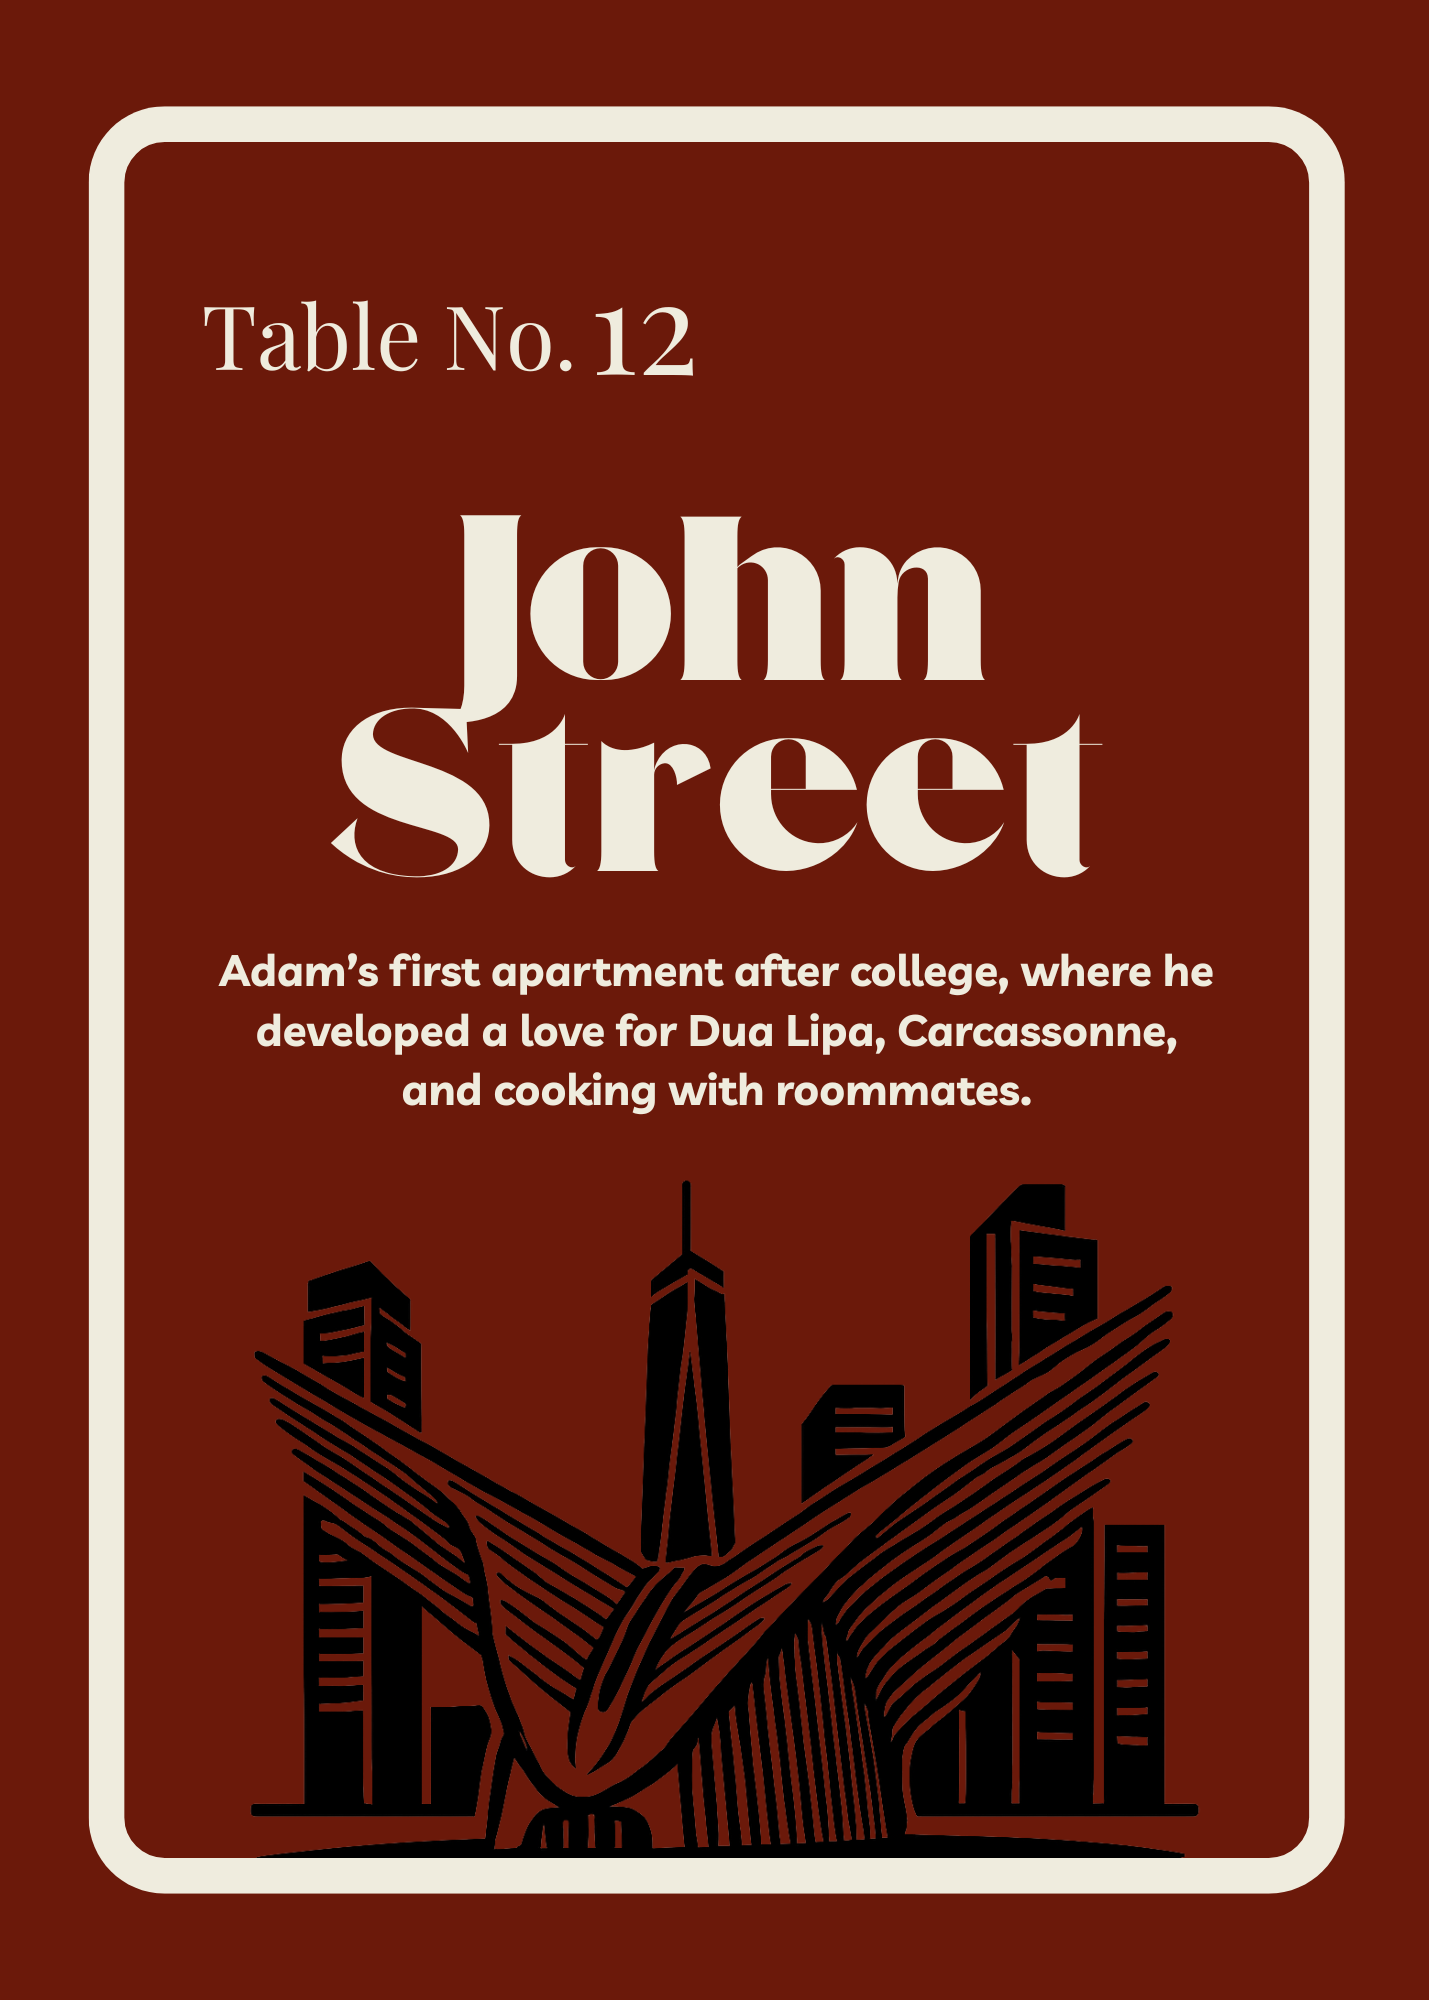 Table No. 12
John
Street
Adam’s first apartment after college, where he
developed a love for Dua Lipa, Carcassonne,
and cooking with roommates.